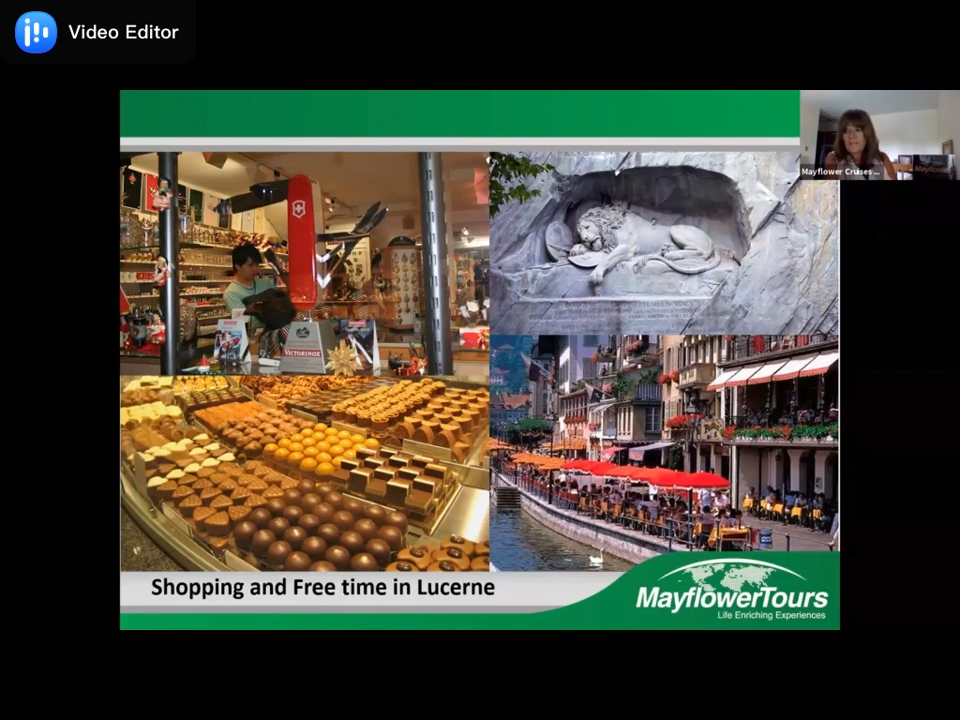 Video Editor
Mayflower Cruises ...
VICTORINOX
Shopping and Free time in Lucerne
MayflowerTours
Life Enriching Experiences